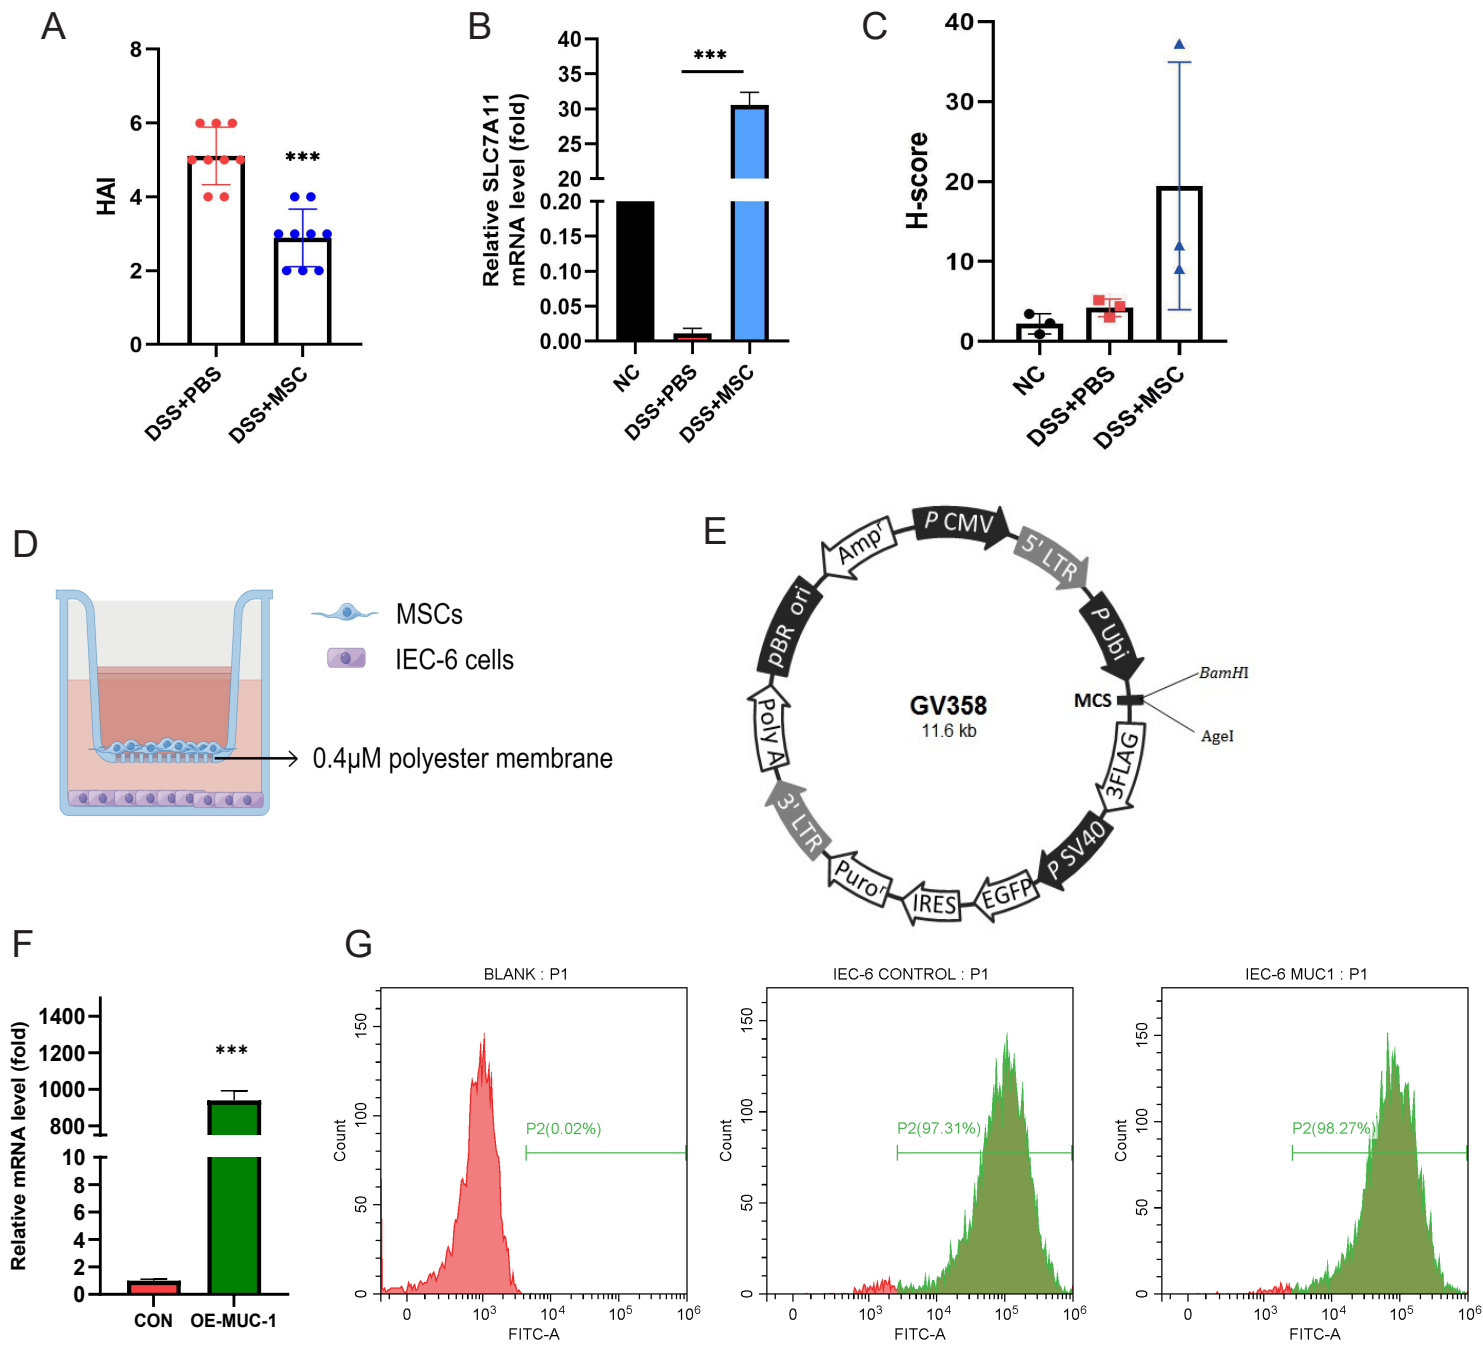 A
HAI
8
6
4
2
0
***
DSS+PBS
DSS+MSC
B
Relative SLC7A11
mRNA level (fold)
40
35
30
25
20
0.20
0.15
0.10
0.05
0.00
***
NC
DSS+PBS
DSS+MSC
C
H-score
40
30
20
10
0
NC
DSS+PBS
DSS+MSC
D
MSCs
IEC-6 cells
0.4μM polyester membrane
E
P CMV
5' LTR
P Ubi
MCS
BamHI
AgeI
3FLAG
P SV40
EGFP
IRES
Puroʳ
3' LTR
Poly A
pBR ori
Ampʳ
GV358
11.6 kb
F
Relative mRNA level (fold)
1400
1200
1000
800
10
8
6
4
2
0
***
CON
OE-MUC-1
G
BLANK : P1
Count
150
100
50
0
P2(0.02%)
0 10³ 10⁴ 10⁵ 10⁶
FITC-A
IEC-6 CONTROL : P1
Count
150
100
50
0
P2(97.31%)
0 10³ 10⁴ 10⁵ 10⁶
FITC-A
IEC-6 MUC1 : P1
Count
150
100
50
0
P2(98.27%)
0 10³ 10⁴ 10⁵ 10⁶
FITC-A